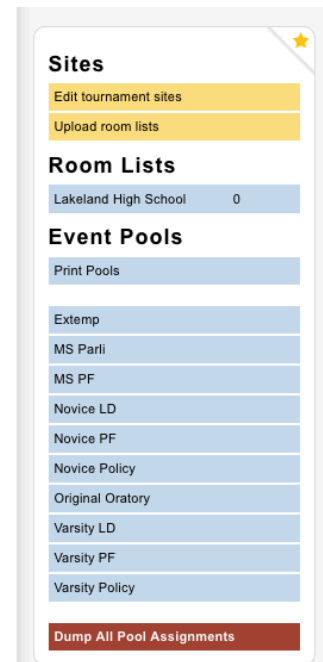 Sites
Edit tournament sites
Upload room lists
Room Lists
Lakeland High School 0
Event Pools
Print Pools
Extemp
MS Parli
MS PF
Novice LD
Novice PF
Novice Policy
Original Oratory
Varsity LD
Varsity PF
Varsity Policy
Dump All Pool Assignments